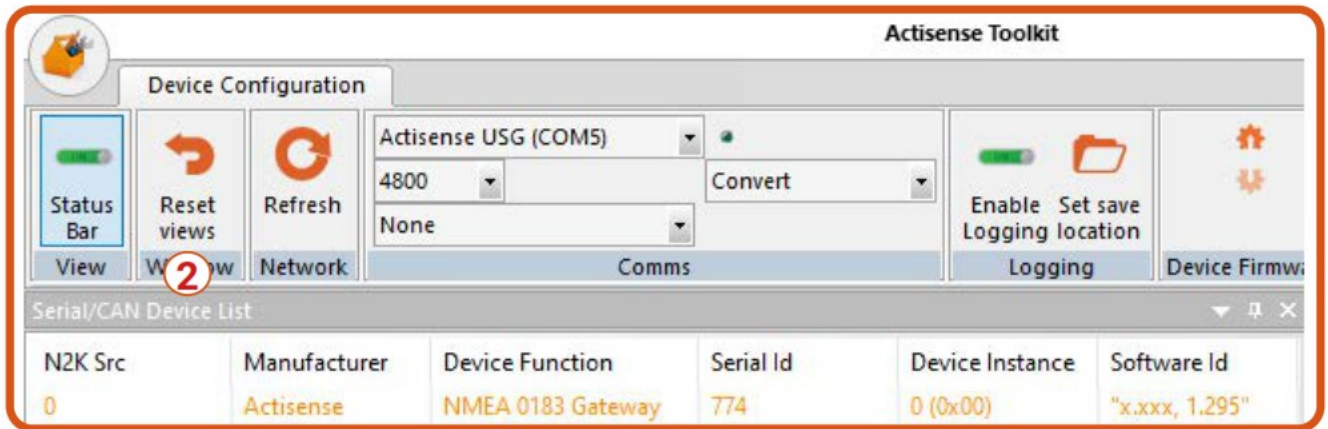 Actisense Toolkit
Device Configuration
Status Bar
Reset views
Refresh
Actisense USG (COM5)
4800
Convert
None
Enable Logging
Set save location
View
Network
Comms
Logging
Device Firmwa
2
Serial/CAN Device List
N2K Src Manufacturer Device Function Serial Id Device Instance Software Id
0 Actisense NMEA 0183 Gateway 774 0 (0x00) "x.xxx, 1.295"